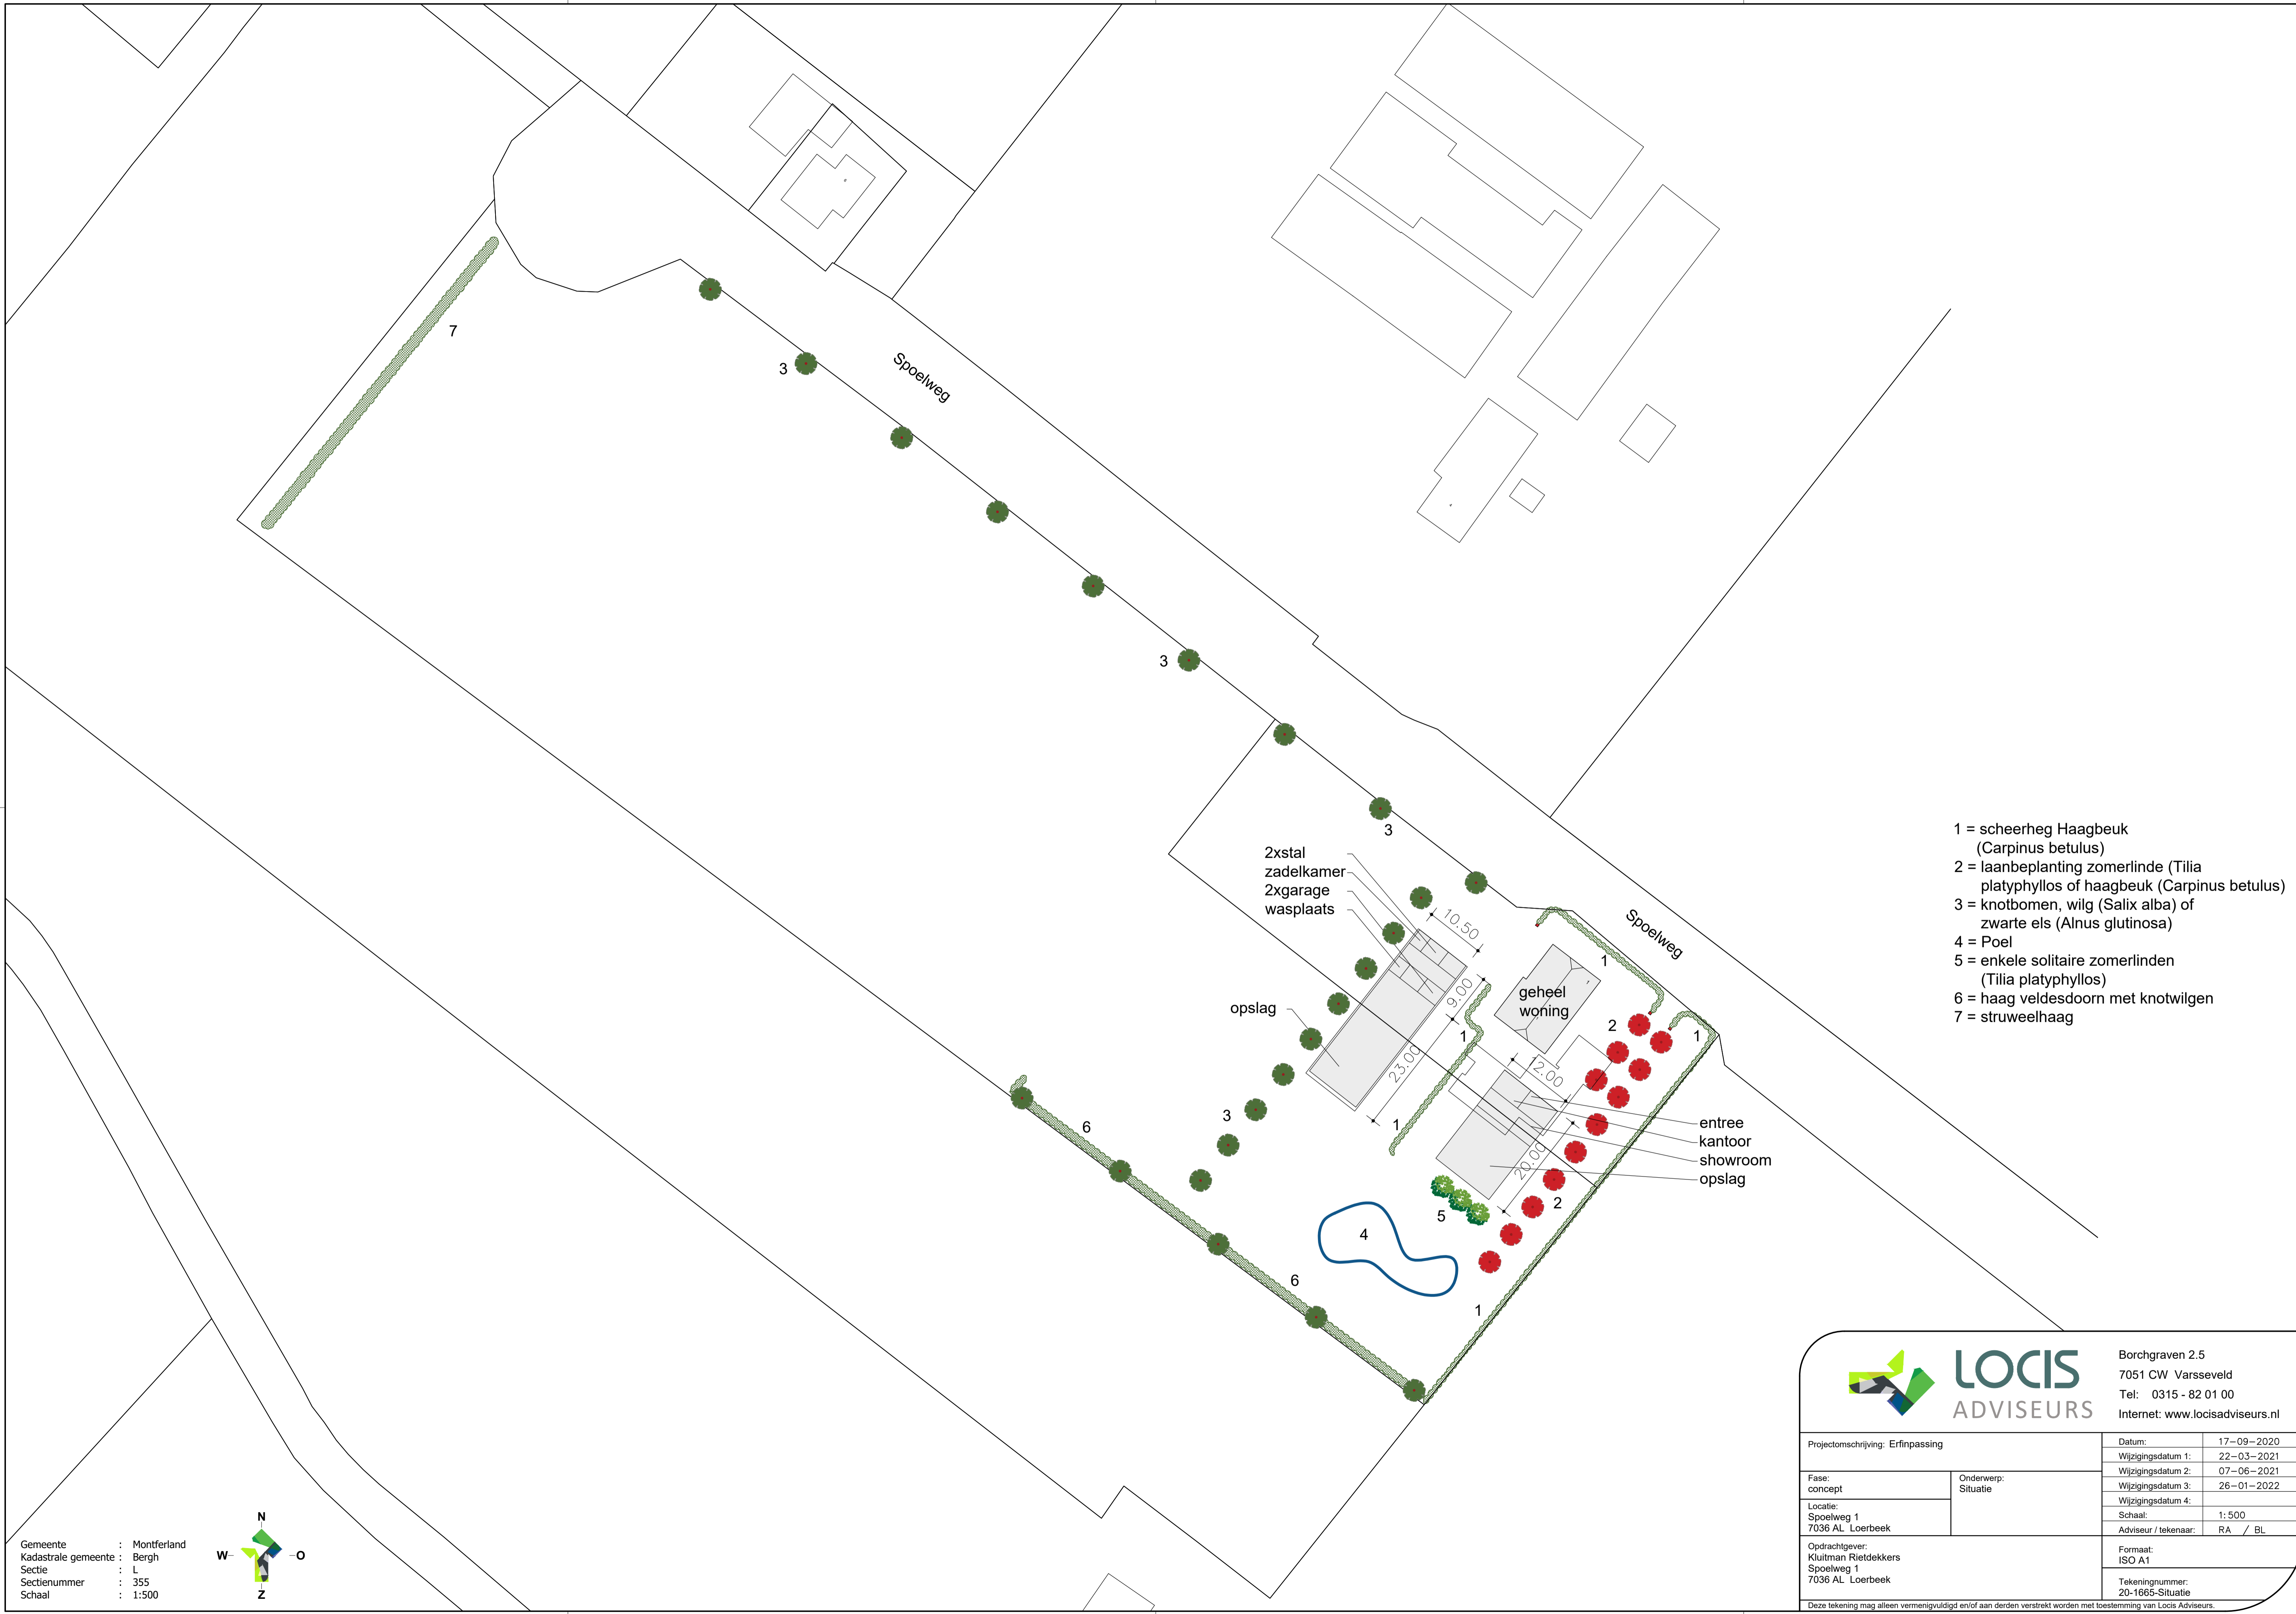 7
3
Spoelweg
3
3
2xstal
zadelkamer
2xgarage
wasplaats
10.50
Spoelweg
1
9.00
geheel
woning
opslag
2
1
1
23.00
12.00
3
1
6
entree
kantoor
showroom
opslag
20.00
2
5
4
6
1
1 = scheerheg Haagbeuk
(Carpinus betulus)
2 = laanbeplanting zomerlinde (Tilia
platyphyllos of haagbeuk (Carpinus betulus)
3 = knotbomen, wilg (Salix alba) of
zwarte els (Alnus glutinosa)
4 = Poel
5 = enkele solitaire zomerlinden
(Tilia platyphyllos)
6 = haag veldesdoorn met knotwilgen
7 = struweelhaag
Gemeente : Montferland
Kadastrale gemeente : Bergh
Sectie : L
Sectienummer : 355
Schaal : 1:500
N
W O
Z
LOCIS
ADVISEURS
Borchgraven 2.5
7051 CW Varsseveld
Tel: 0315 - 82 01 00
Internet: www.locisadviseurs.nl
Projectomschrijving: Erfinpassing
Fase:
concept
Onderwerp:
Situatie
Locatie:
Spoelweg 1
7036 AL Loerbeek
Opdrachtgever:
Kluitman Rietdekkers
Spoelweg 1
7036 AL Loerbeek
Datum: 17-09-2020
Wijzigingsdatum 1: 22-03-2021
Wijzigingsdatum 2: 07-06-2021
Wijzigingsdatum 3: 26-01-2022
Wijzigingsdatum 4:
Schaal: 1:500
Adviseur / tekenaar: RA / BL
Formaat:
ISO A1
Tekeningnummer:
20-1665-Situatie
Deze tekening mag alleen vermenigvuldigd en/of aan derden verstrekt worden met toestemming van Locis Adviseurs.